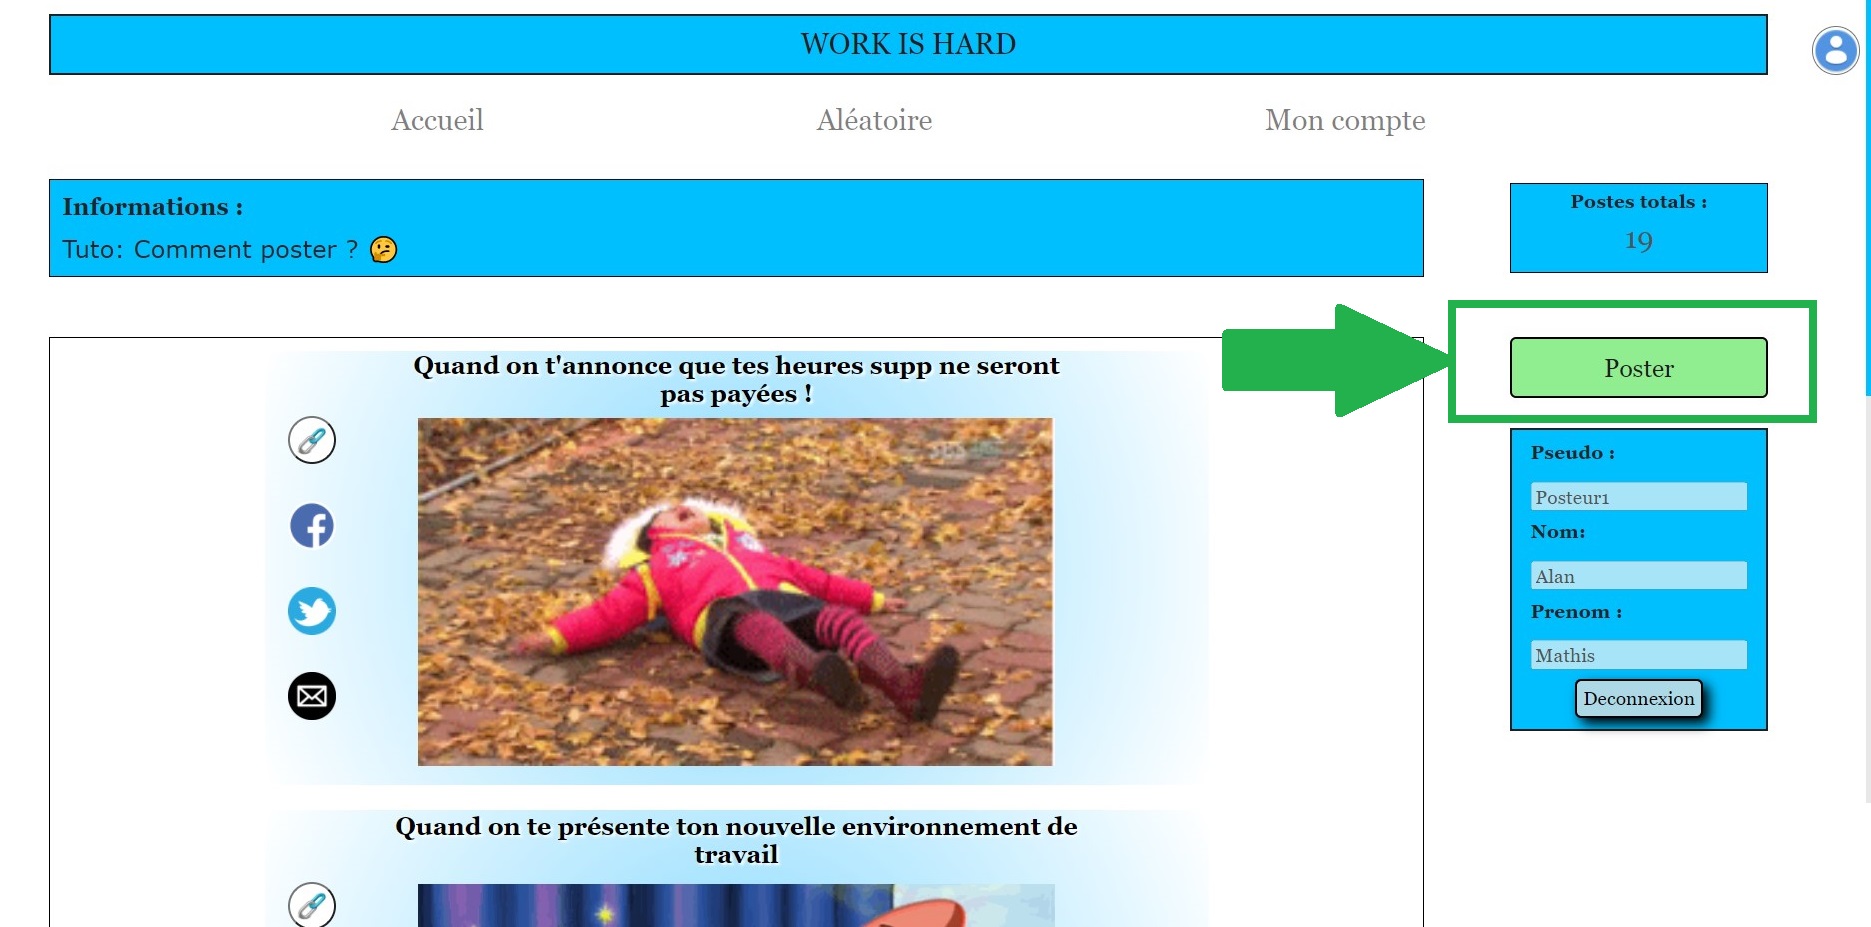 WORK IS HARD
Accueil
Aléatoire
Mon compte
Informations :
Tuto: Comment poster ? 🤔
Postes totals :
19
Quand on t'annonce que tes heures supp ne seront
pas payées !
Poster
Pseudo :
Posteur1
Nom:
Alan
Prenom :
Mathis
Deconnexion
Quand on te présente ton nouvelle environnement de
travail